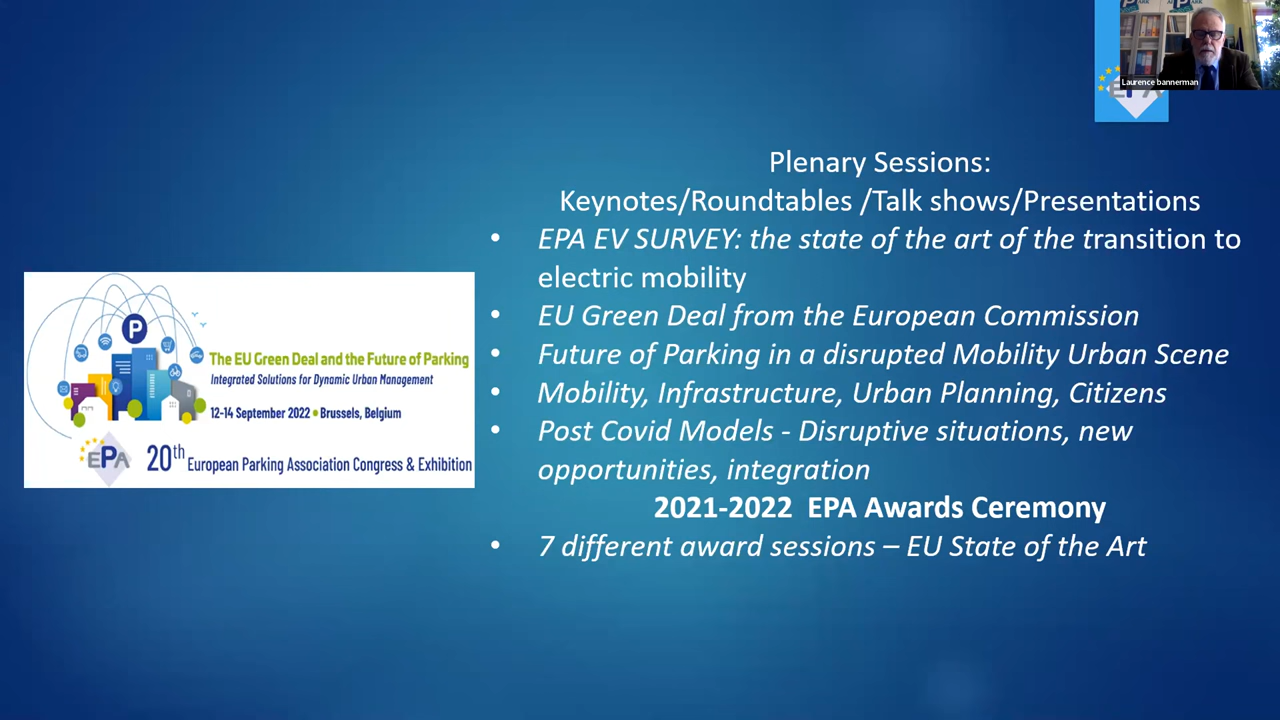 Laurence bannerman
EPA
Plenary Sessions:
Keynotes/Roundtables /Talk shows/Presentations
• EPA EV SURVEY: the state of the art of the transition to
electric mobility
• EU Green Deal from the European Commission
• Future of Parking in a disrupted Mobility Urban Scene
• Mobility, Infrastructure, Urban Planning, Citizens
• Post Covid Models - Disruptive situations, new
opportunities, integration
2021-2022 EPA Awards Ceremony
• 7 different award sessions – EU State of the Art
P
The EU Green Deal and the Future of Parking
Integrated Solutions for Dynamic Urban Management
12-14 September 2022 • Brussels, Belgium
EPA 20th European Parking Association Congress & Exhibition